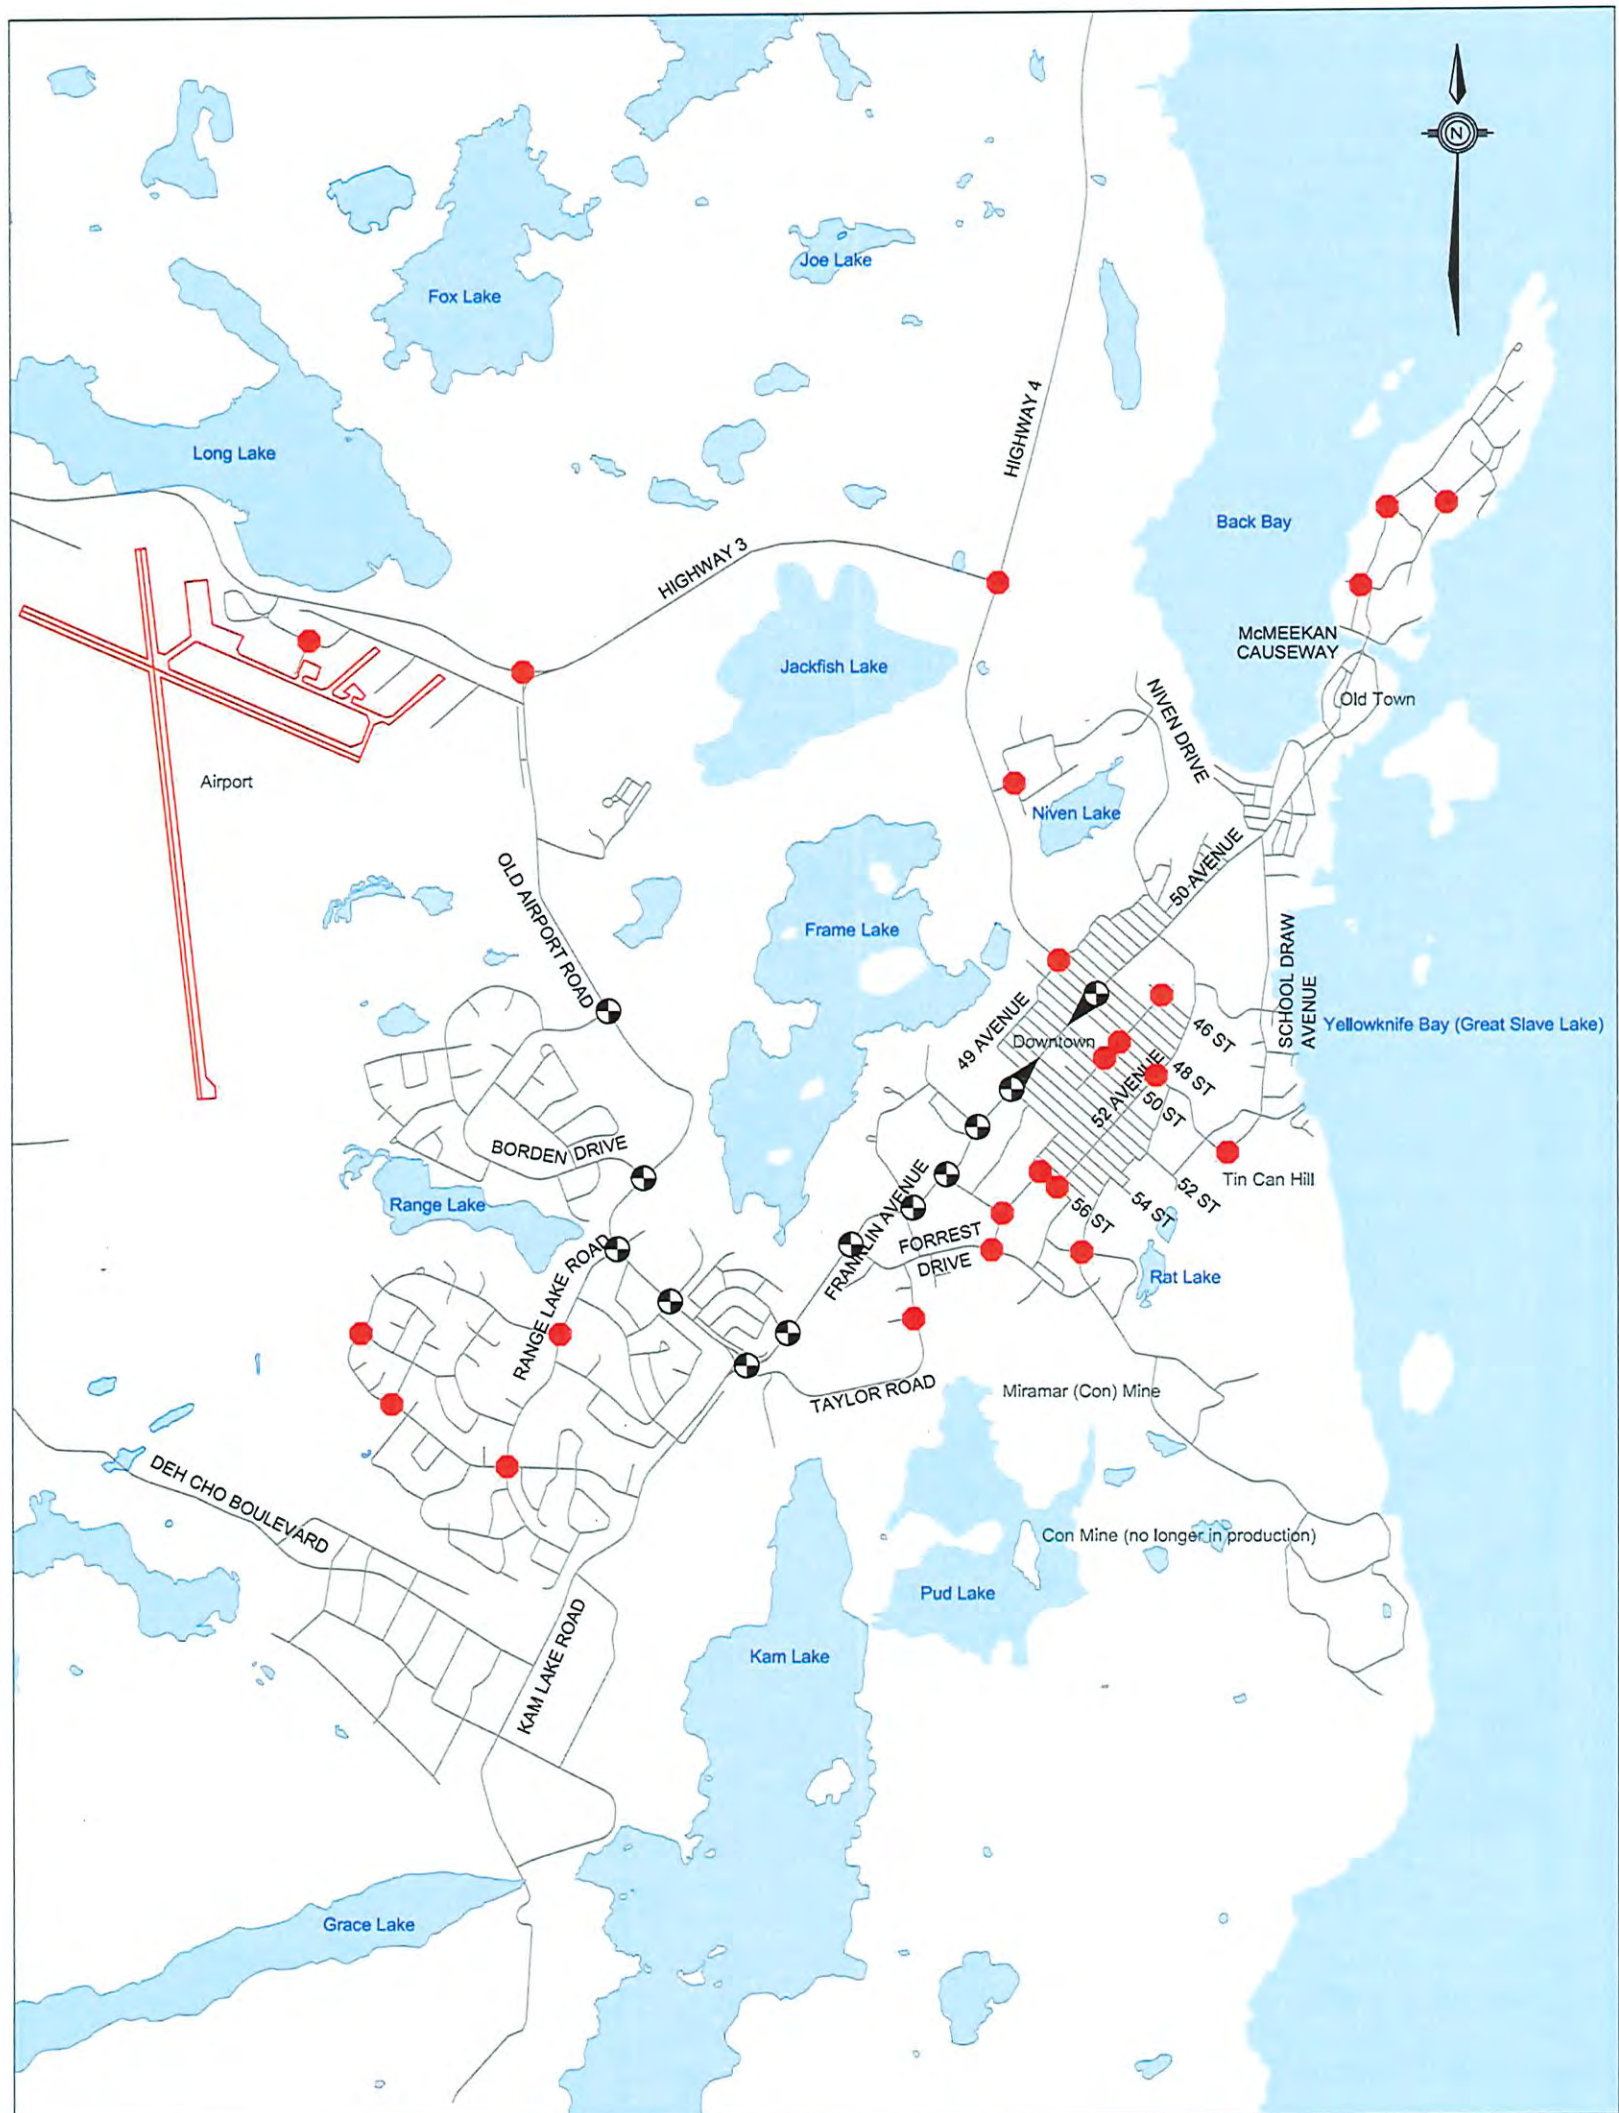 N
Joe Lake
Fox Lake
HIGHWAY 4
Long Lake
Back Bay
HIGHWAY 3
McMEEKAN
CAUSEWAY
Jackfish Lake
Old Town
NIVEN DRIVE
Airport
Niven Lake
50 AVENUE
OLD AIRPORT ROAD
Frame Lake
SCHOOL DRAW
AVENUE
Yellowknife Bay (Great Slave Lake)
49 AVENUE
Downtown
46 ST
48 ST
52 AVENUE
50 ST
BORDEN DRIVE
Tin Can Hill
52 ST
Range Lake
54 ST
56 ST
FRANKLIN AVENUE
FORREST
DRIVE
Rat Lake
RANGE LAKE ROAD
TAYLOR ROAD
Miramar (Con) Mine
DEH CHO BOULEVARD
Con Mine (no longer in production)
Pud Lake
Kam Lake
KAM LAKE ROAD
Grace Lake